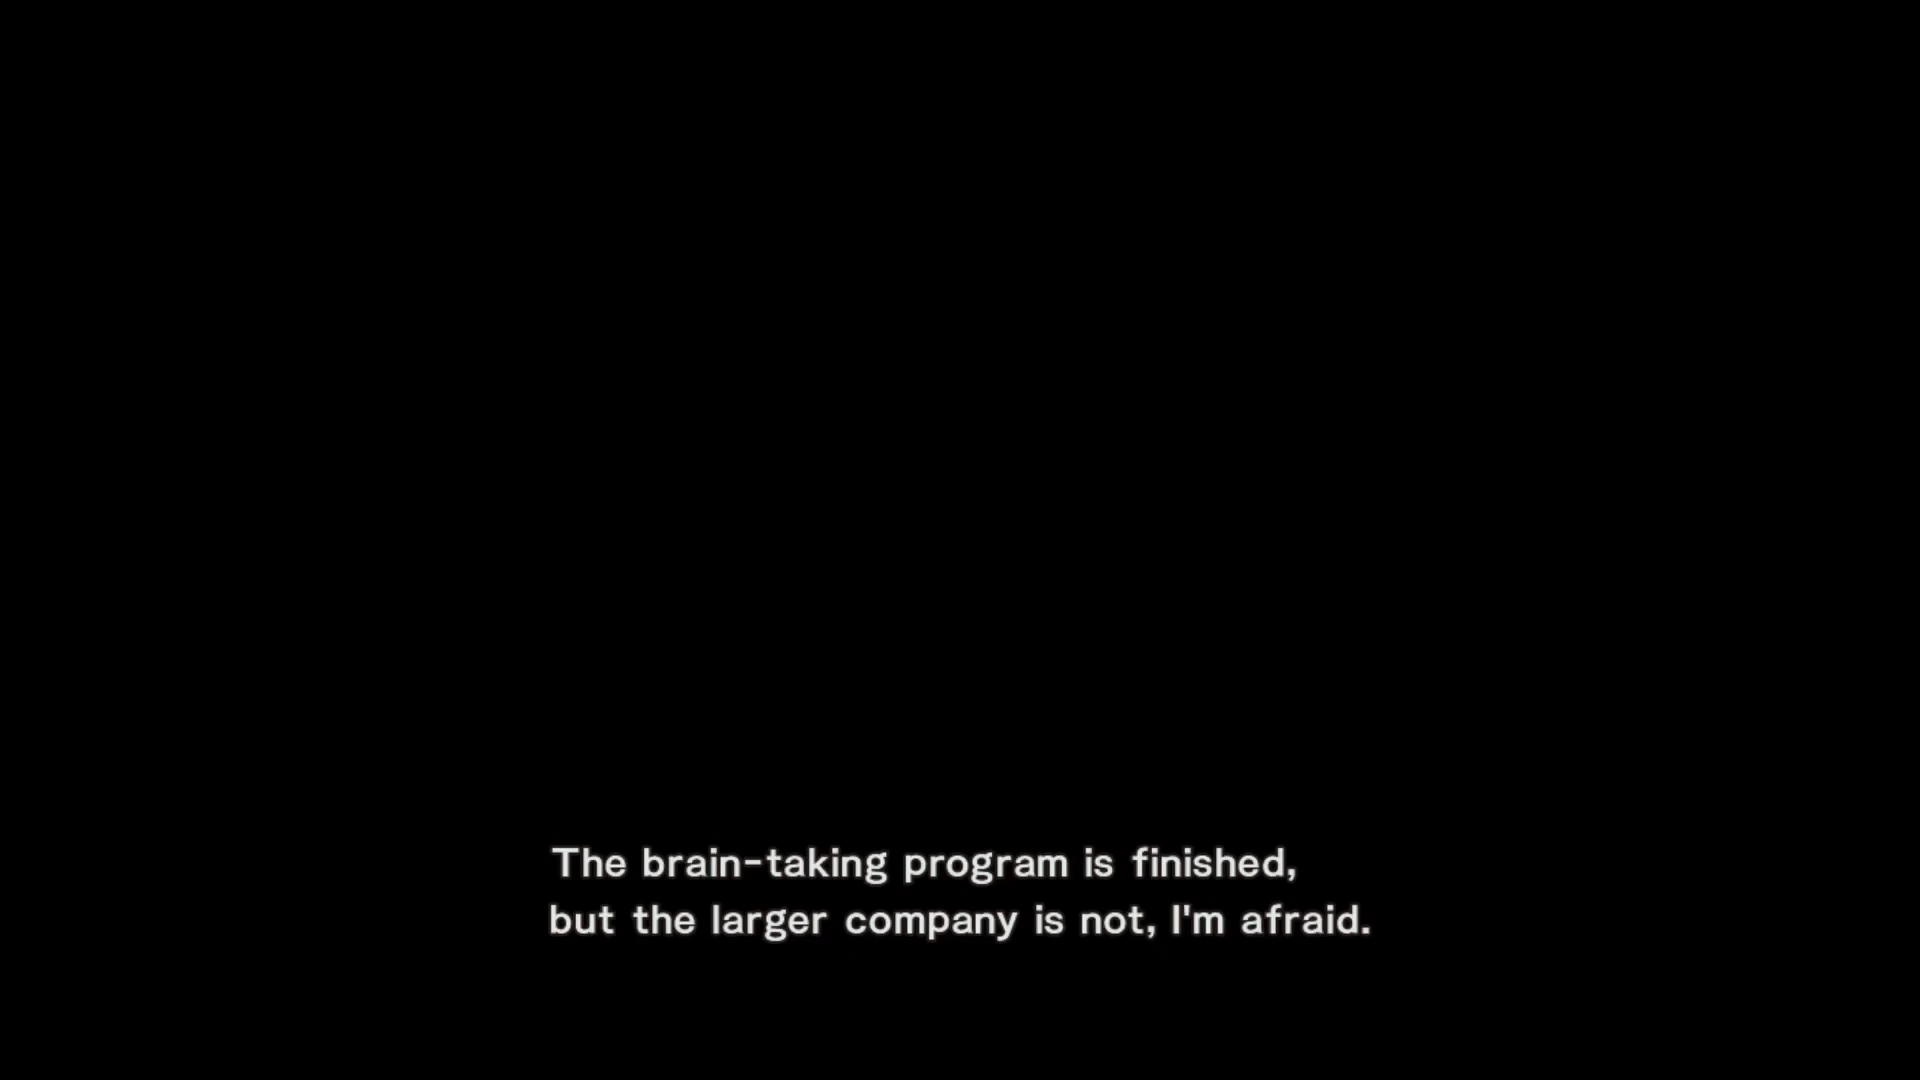 The brain-taking program is finished,
but the larger company is not, I'm afraid.